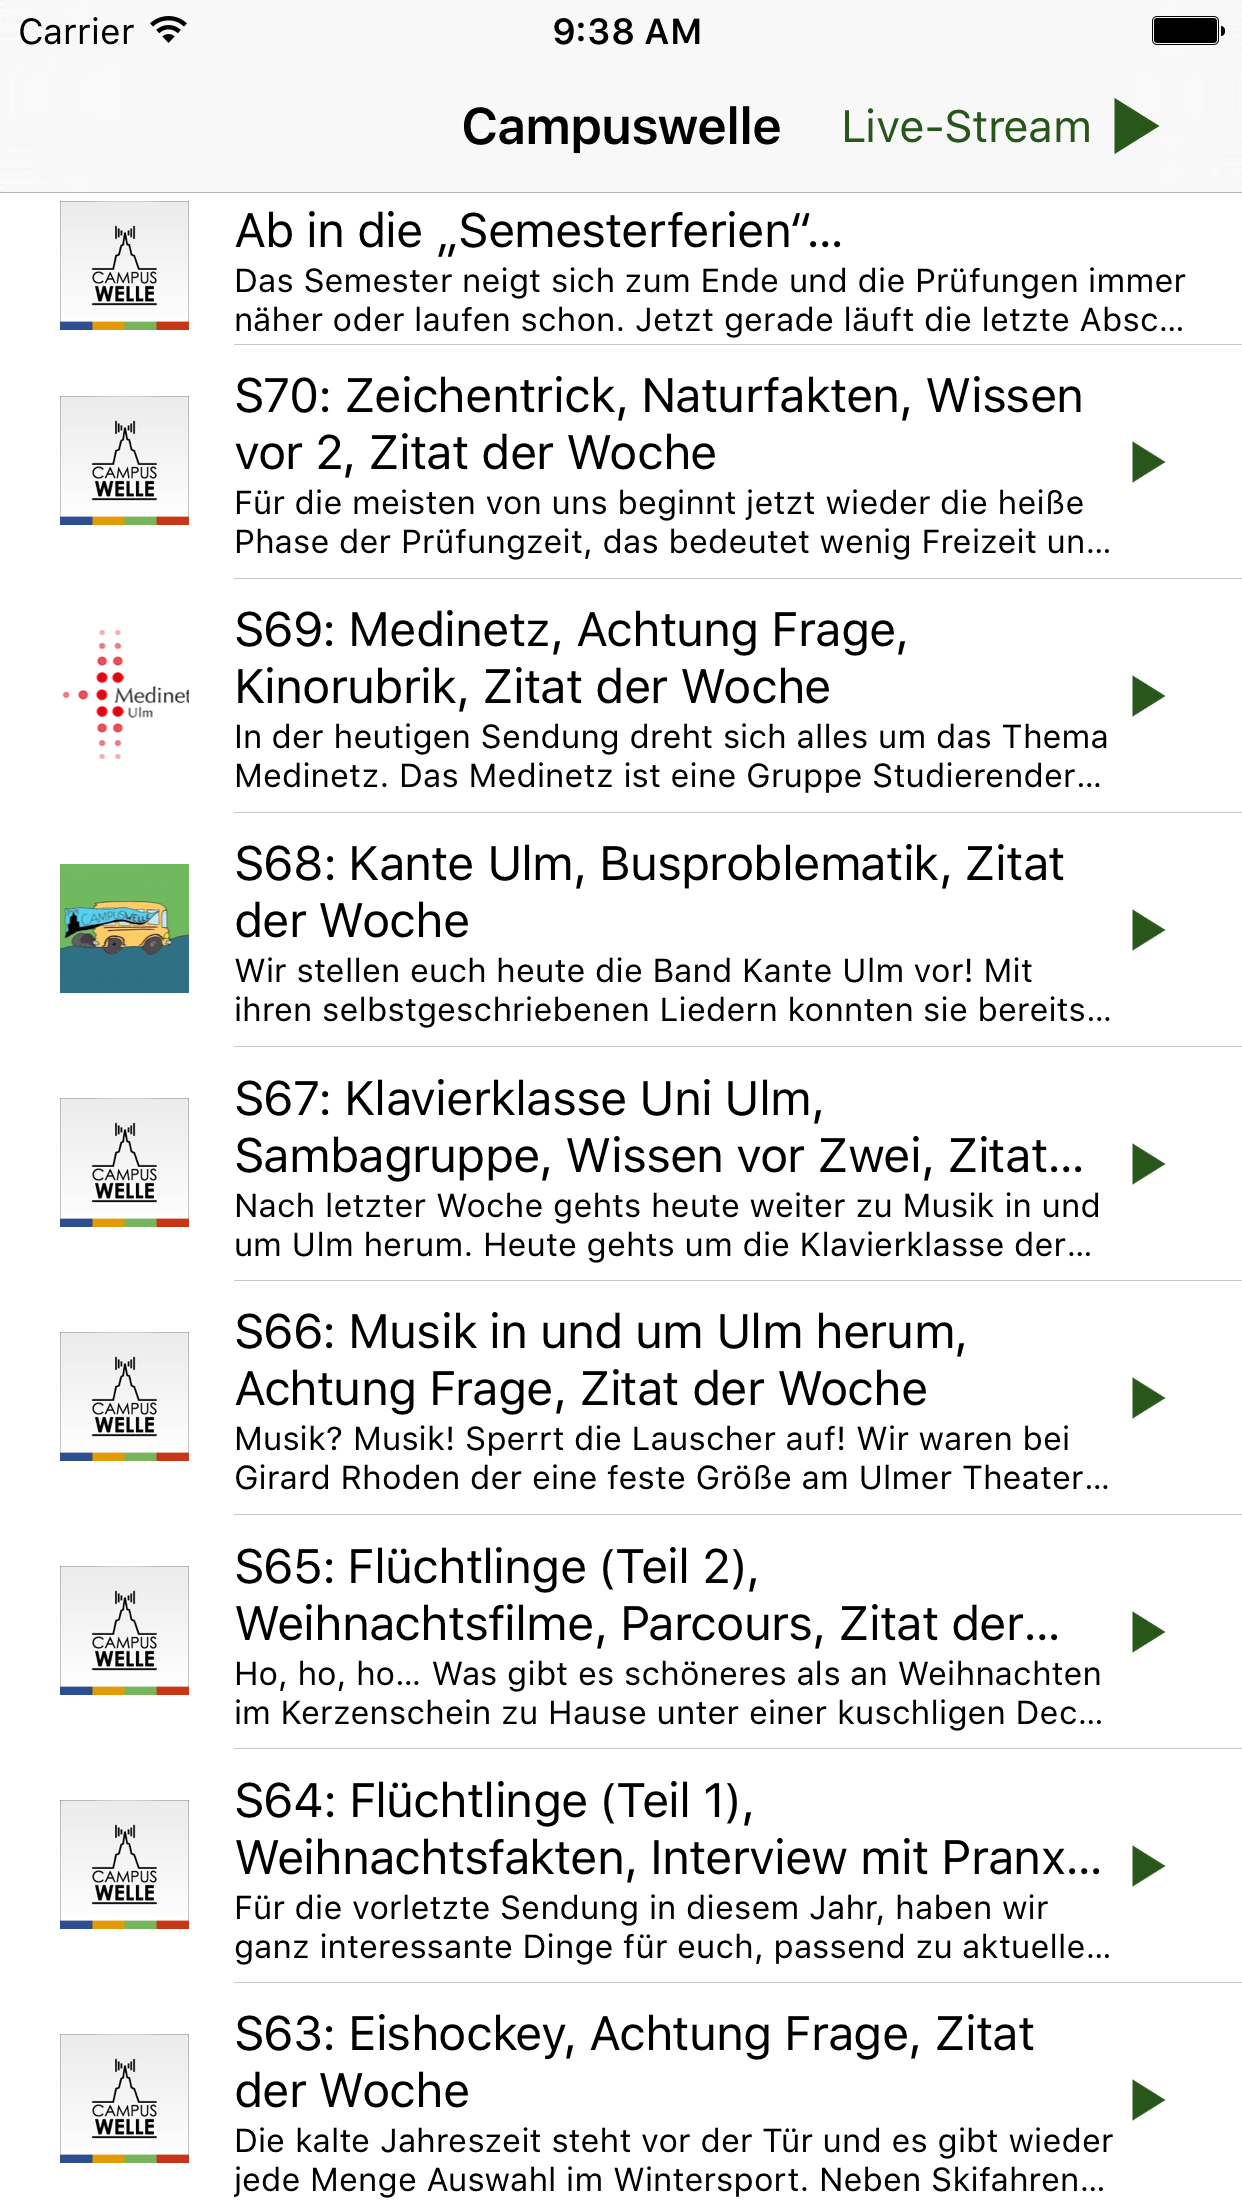 Carrier 9:38 AM
Campuswelle Live-Stream
CAMPUS
WELLE
Ab in die „Semesterferien“...
Das Semester neigt sich zum Ende und die Prüfungen immer
näher oder laufen schon. Jetzt gerade läuft die letzte Absc...
CAMPUS
WELLE
S70: Zeichentrick, Naturfakten, Wissen
vor 2, Zitat der Woche
Für die meisten von uns beginnt jetzt wieder die heiße
Phase der Prüfungzeit, das bedeutet wenig Freizeit un...
Medinet
Ulm
S69: Medinetz, Achtung Frage,
Kinorubrik, Zitat der Woche
In der heutigen Sendung dreht sich alles um das Thema
Medinetz. Das Medinetz ist eine Gruppe Studierender...
CAMPUSWELLE
S68: Kante Ulm, Busproblematik, Zitat
der Woche
Wir stellen euch heute die Band Kante Ulm vor! Mit
ihren selbstgeschriebenen Liedern konnten sie bereits...
CAMPUS
WELLE
S67: Klavierklasse Uni Ulm,
Sambagruppe, Wissen vor Zwei, Zitat...
Nach letzter Woche gehts heute weiter zu Musik in und
um Ulm herum. Heute gehts um die Klavierklasse der...
CAMPUS
WELLE
S66: Musik in und um Ulm herum,
Achtung Frage, Zitat der Woche
Musik? Musik! Sperrt die Lauscher auf! Wir waren bei
Girard Rhoden der eine feste Größe am Ulmer Theater...
CAMPUS
WELLE
S65: Flüchtlinge (Teil 2),
Weihnachtsfilme, Parcours, Zitat der...
Ho, ho, ho... Was gibt es schöneres als an Weihnachten
im Kerzenschein zu Hause unter einer kuschligen Dec...
CAMPUS
WELLE
S64: Flüchtlinge (Teil 1),
Weihnachtsfakten, Interview mit Pranx...
Für die vorletzte Sendung in diesem Jahr, haben wir
ganz interessante Dinge für euch, passend zu aktuelle...
CAMPUS
WELLE
S63: Eishockey, Achtung Frage, Zitat
der Woche
Die kalte Jahreszeit steht vor der Tür und es gibt wieder
jede Menge Auswahl im Wintersport. Neben Skifahren...